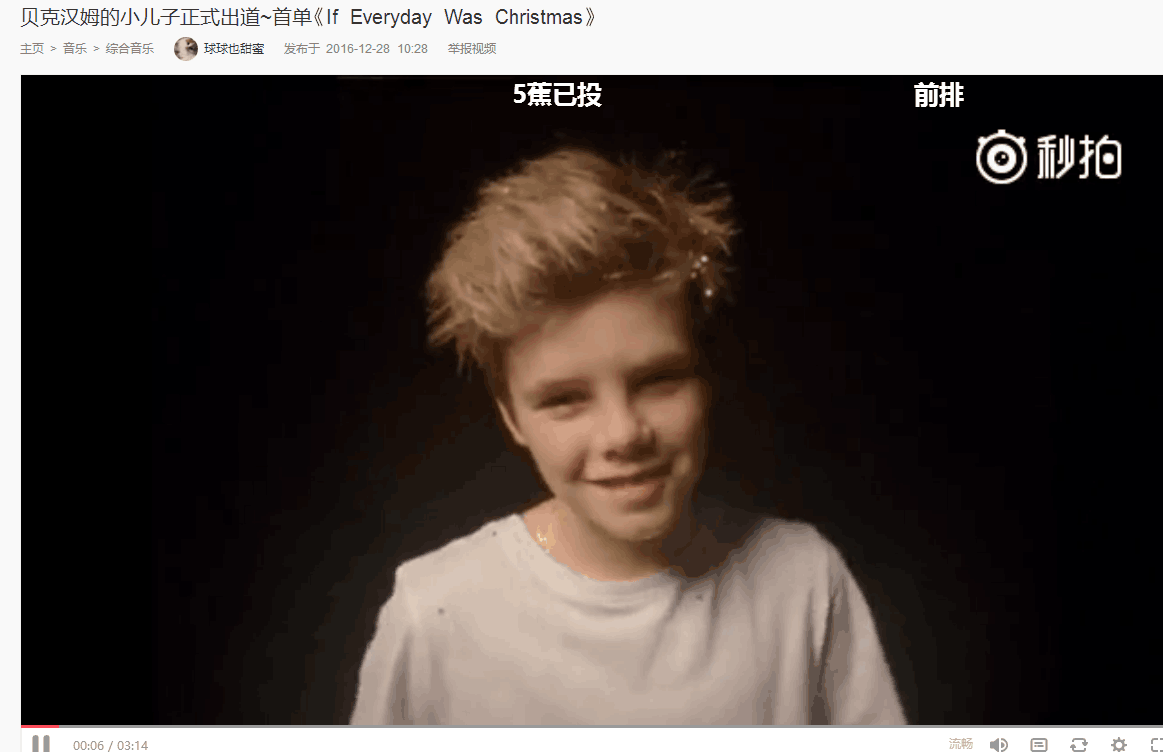 贝克汉姆的小儿子正式出道~首单《If Everyday Was Christmas》
主页 > 音乐 > 综合音乐 球球也甜蜜 发布于 2016-12-28 10:28 举报视频
5蕉已投 前排
秒拍
00:06 / 03:14 流畅